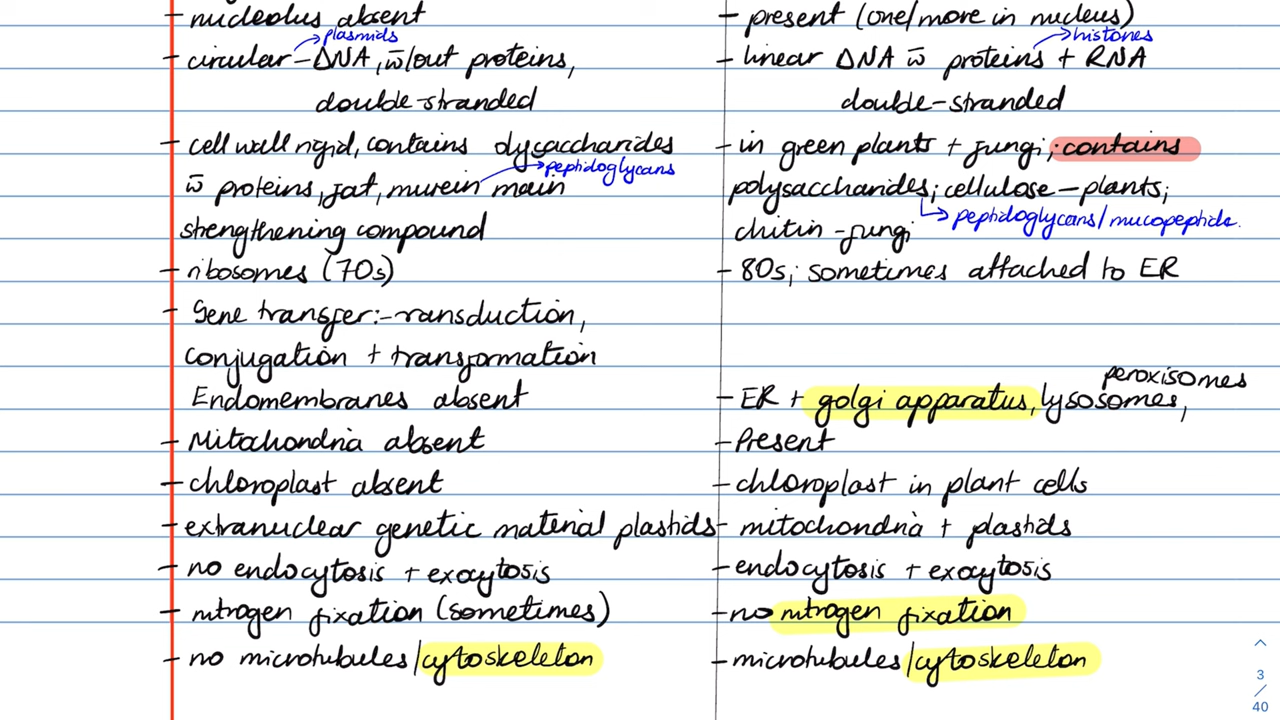 - nucleolus absent
- present (one/more in nucleus)
plasmids
histones
- circular - DNA, w̄/out proteins,
- linear DNA w̄ proteins + RNA
double-stranded
double-stranded
- cell wall rigid, contains dysaccharides
- in green plants + fungi; contains
peptidoglycans
w̄ proteins, fat, murein main
polysaccharides; cellulose - plants;
peptidoglycans/mucopeptide.
strengthening compound
chitin - fungi
- ribosomes (70s)
- 80s; sometimes attached to ER
- Gene transfer:-ransduction,
conjugation + transformation
peroxisomes
Endomembranes absent
- ER + golgi apparatus, lysosomes,
- Mitochondria absent
- Present
- chloroplast absent
- chloroplast in plant cells
- extranuclear genetic material plastids
- mitochondria + plastids
- no endocytosis + exocytosis
- endocytosis + exocytosis
- nitrogen fixation (sometimes)
- no nitrogen fixation
- no microtubules/cytoskeleton
- microtubules/cytoskeleton
3
/
40